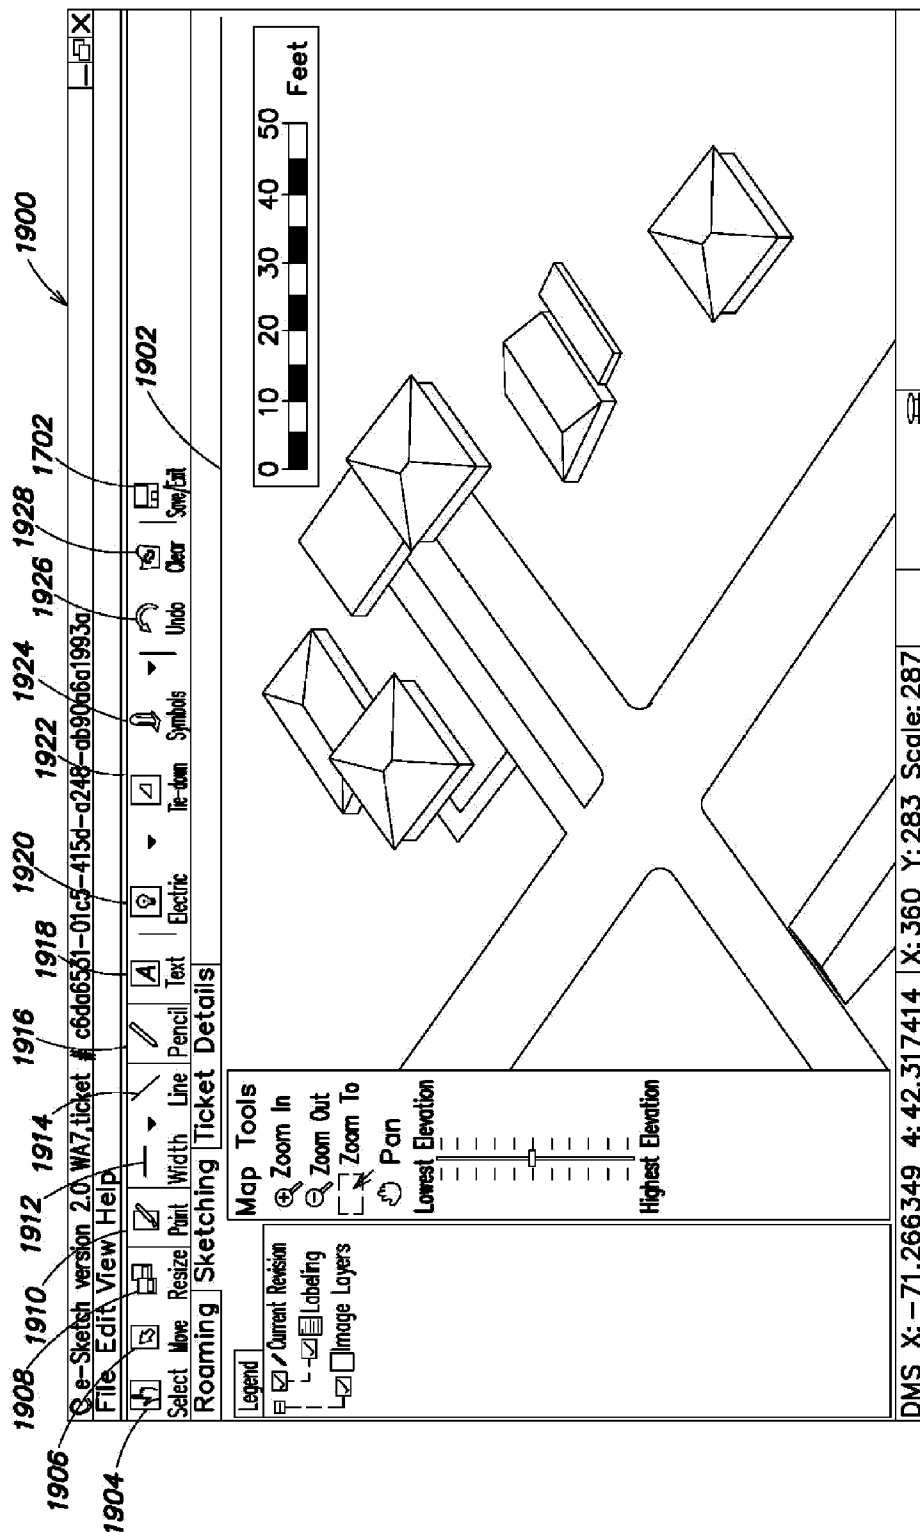 1900
1902
1904
1906
1908
1910
1912
1914
1916
1918
1920
1922
1924
1926
1928
1702
e-Sketch version 2.0 WA7,ticket # c6da6531-01c5-415d-a248-ab90a6a1993a
File Edit View Help
Select Move Resize Paint Width Line Pencil Text Electric Tie-down Symbols Undo Clear Save/Exit
Roaming Sketching Ticket Details
Legend
Current Revision
Labeling
Image Layers
Map Tools
Zoom In
Zoom Out
Zoom To
Pan
Lowest Elevation
Highest Elevation
0 10 20 30 40 50
Feet
DMS X: -71.266349 4: 42.317414 X: 360 Y: 283 Scale: 287